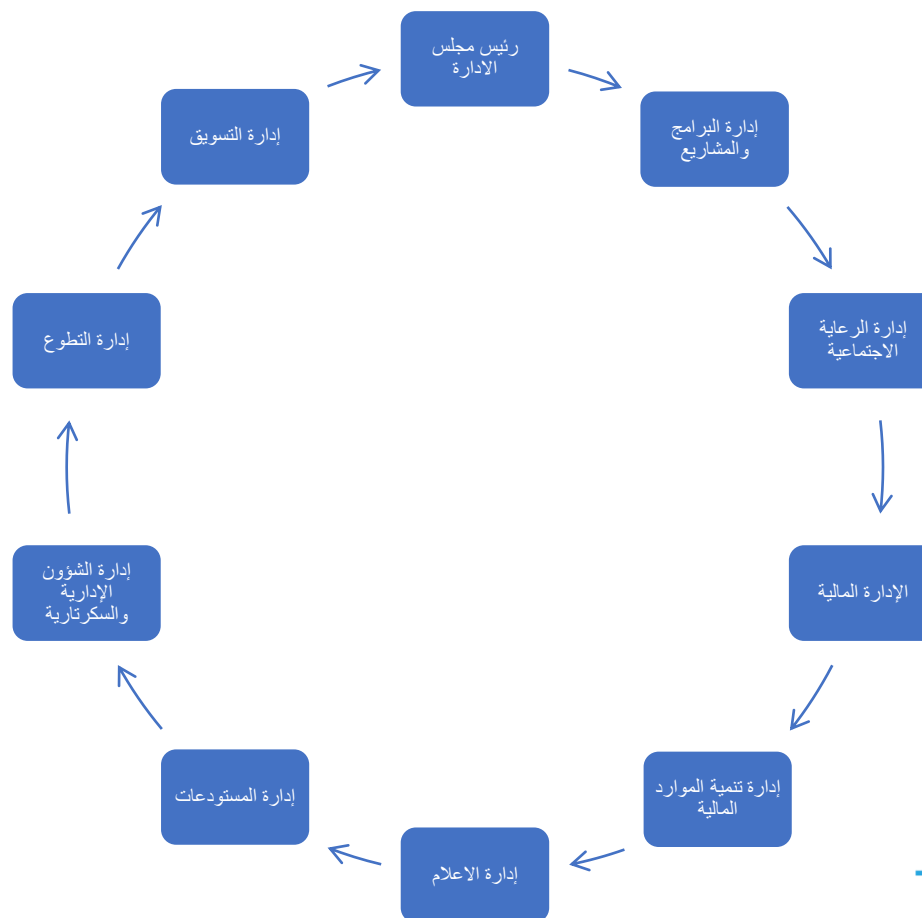 رئيس مجلس
الادارة
إدارة البرامج
والمشاريع
إدارة الرعاية
الاجتماعية
الإدارة المالية
إدارة تنمية الموارد
المالية
إدارة الاعلام
إدارة المستودعات
إدارة الشؤون
الإدارية
والسكرتارية
إدارة التطوع
إدارة التسويق